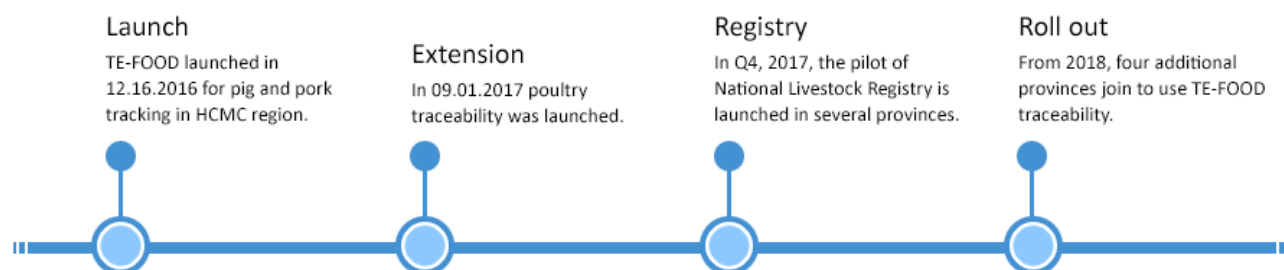 Launch
TE-FOOD launched in
12.16.2016 for pig and pork
tracking in HCMC region.
Extension
In 09.01.2017 poultry
traceability was launched.
Registry
In Q4, 2017, the pilot of
National Livestock Registry is
launched in several provinces.
Roll out
From 2018, four additional
provinces join to use TE-FOOD
traceability.